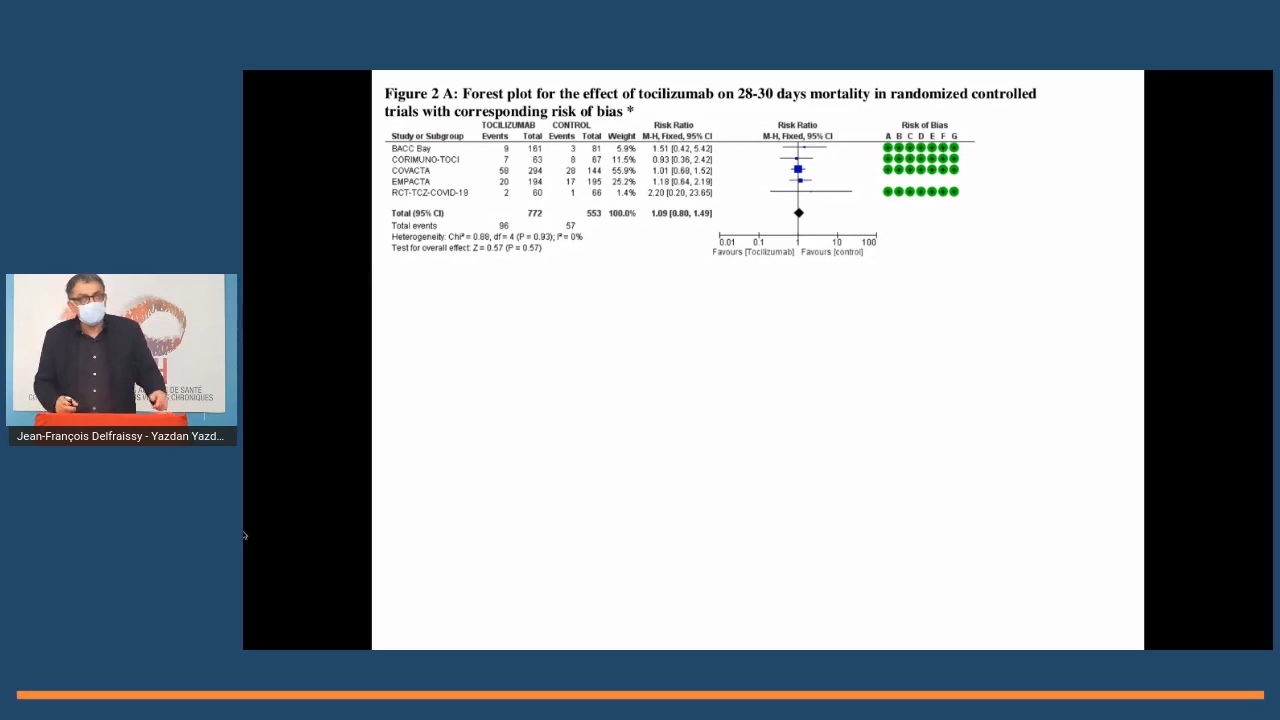 Figure 2 A: Forest plot for the effect of tocilizumab on 28-30 days mortality in randomized controlled
trials with corresponding risk of bias *
TOCILIZUMAB CONTROL Risk Ratio Risk Ratio Risk of Bias
Study or Subgroup Events Total Events Total Weight M-H, Fixed, 95% CI M-H, Fixed, 95% CI A B C D E F G
BACC Bay 9 161 3 81 5.9% 1.51 [0.42, 5.42]
CORIMUNO-TOCI 7 63 8 67 11.5% 0.93 [0.36, 2.42]
COVACTA 58 294 28 144 55.9% 1.01 [0.68, 1.52]
EMPACTA 20 194 17 195 25.2% 1.18 [0.64, 2.19]
RCT-TCZ-COVID-19 2 60 1 66 1.4% 2.20 [0.20, 23.65]
Total (95% CI) 772 553 100.0% 1.09 [0.80, 1.49]
Total events 96 57
Heterogeneity: Chi² = 0.88, df = 4 (P = 0.93); I² = 0%
Test for overall effect: Z = 0.57 (P = 0.57)
0.01 0.1 1 10 100
Favours [Tocilizumab] Favours [control]
DE SANTÉ
CHRONIQUES
Jean-François Delfraissy - Yazdan Yazd...